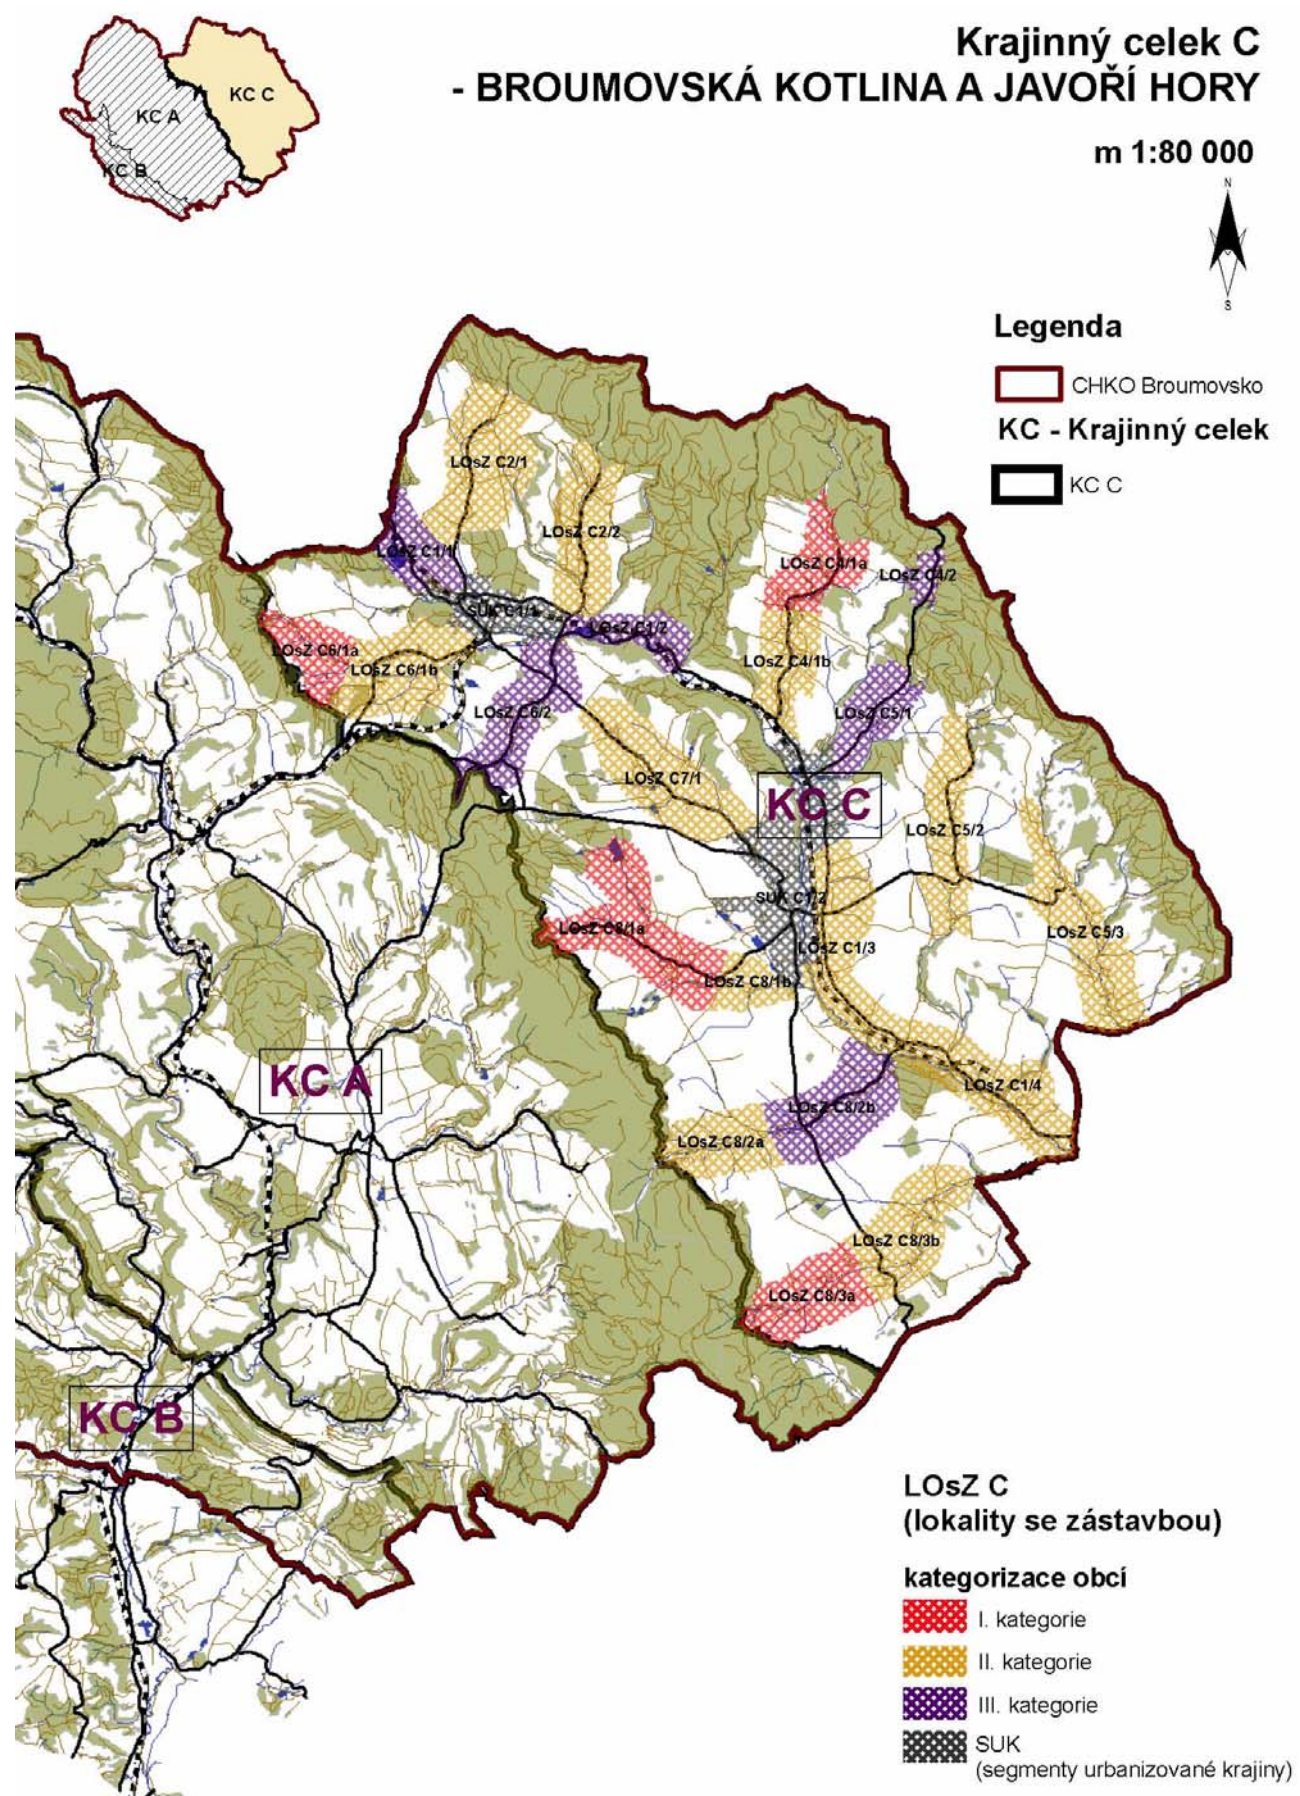 Krajinný celek C
- BROUMOVSKÁ KOTLINA A JAVOŘÍ HORY
m 1:80 000
KC C
KC A
KC B
N
S
Legenda
CHKO Broumovsko
KC - Krajinný celek
KC C
LOsZ C2/1
LOsZ C2/2
LOsZ C1/1
LOsZ C4/1a
LOsZ C4/2
SUK C1/1
LOsZ C1/2
LOsZ C6/1a
LOsZ C6/1b
LOsZ C4/1b
LOsZ C6/2
LOsZ C5/1
LOsZ C7/1
KC C
LOsZ C5/2
SUK C1/2
LOsZ C8/1a
LOsZ C5/3
LOsZ C1/3
LOsZ C8/1b
KC A
LOsZ C1/4
LOsZ C8/2b
LOsZ C8/2a
LOsZ C8/3b
LOsZ C8/3a
KC B
LOsZ C
(lokality se zástavbou)
kategorizace obcí
I. kategorie
II. kategorie
III. kategorie
SUK
(segmenty urbanizované krajiny)